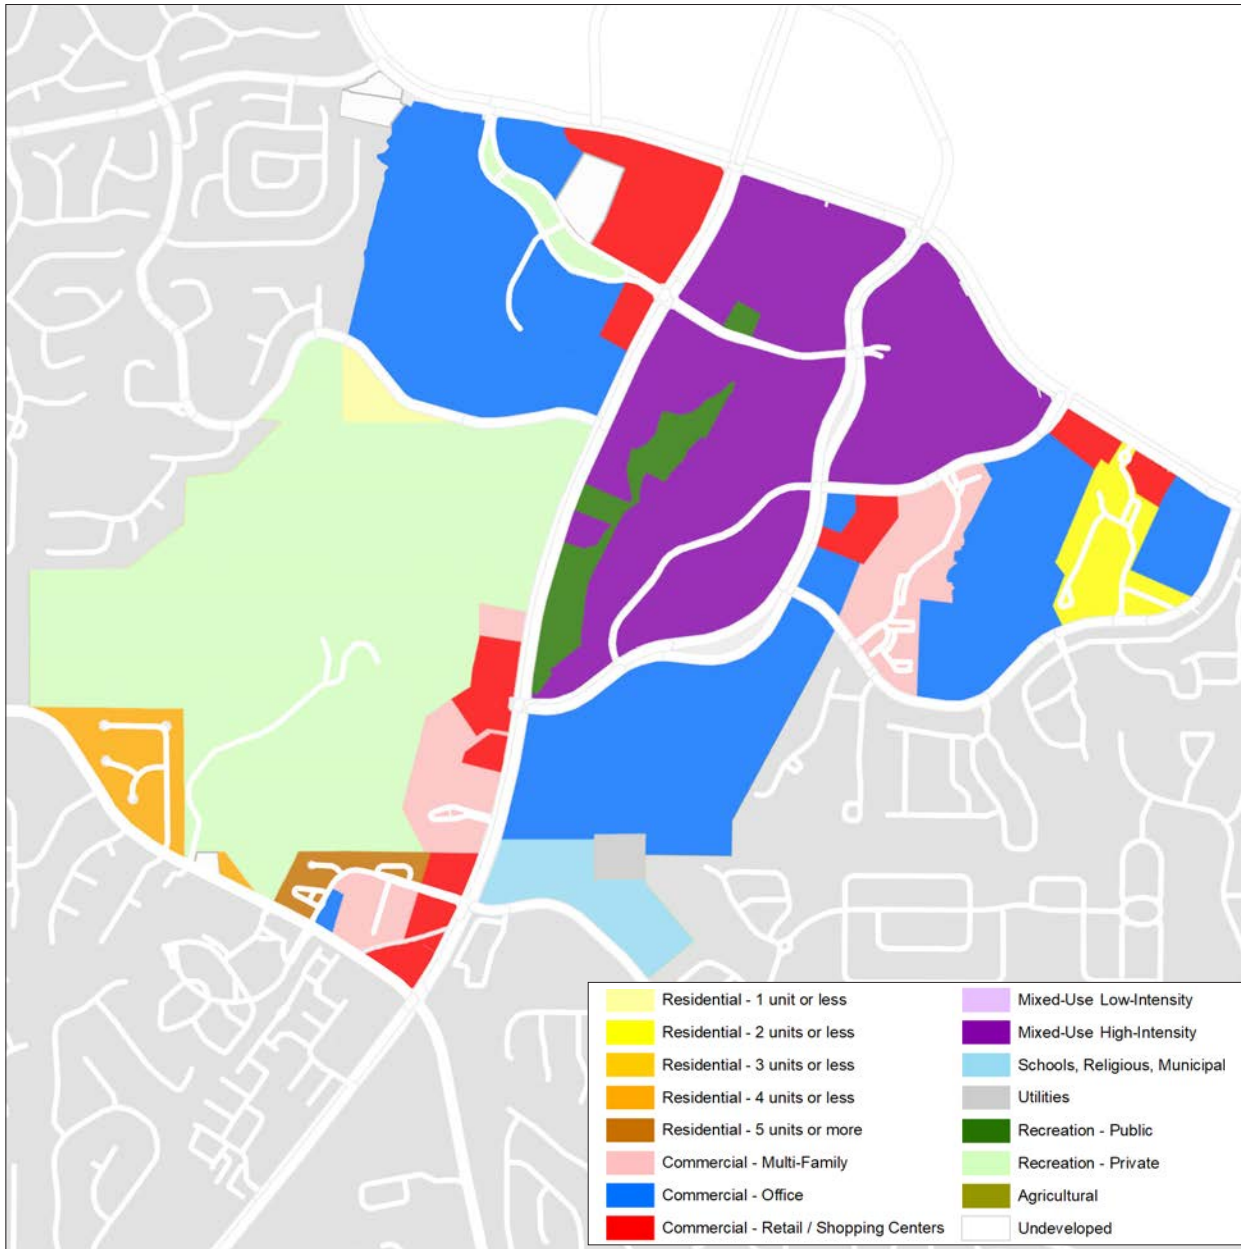 Residential - 1 unit or less
Residential - 2 units or less
Residential - 3 units or less
Residential - 4 units or less
Residential - 5 units or more
Commercial - Multi-Family
Commercial - Office
Commercial - Retail / Shopping Centers
Mixed-Use Low-Intensity
Mixed-Use High-Intensity
Schools, Religious, Municipal
Utilities
Recreation - Public
Recreation - Private
Agricultural
Undeveloped